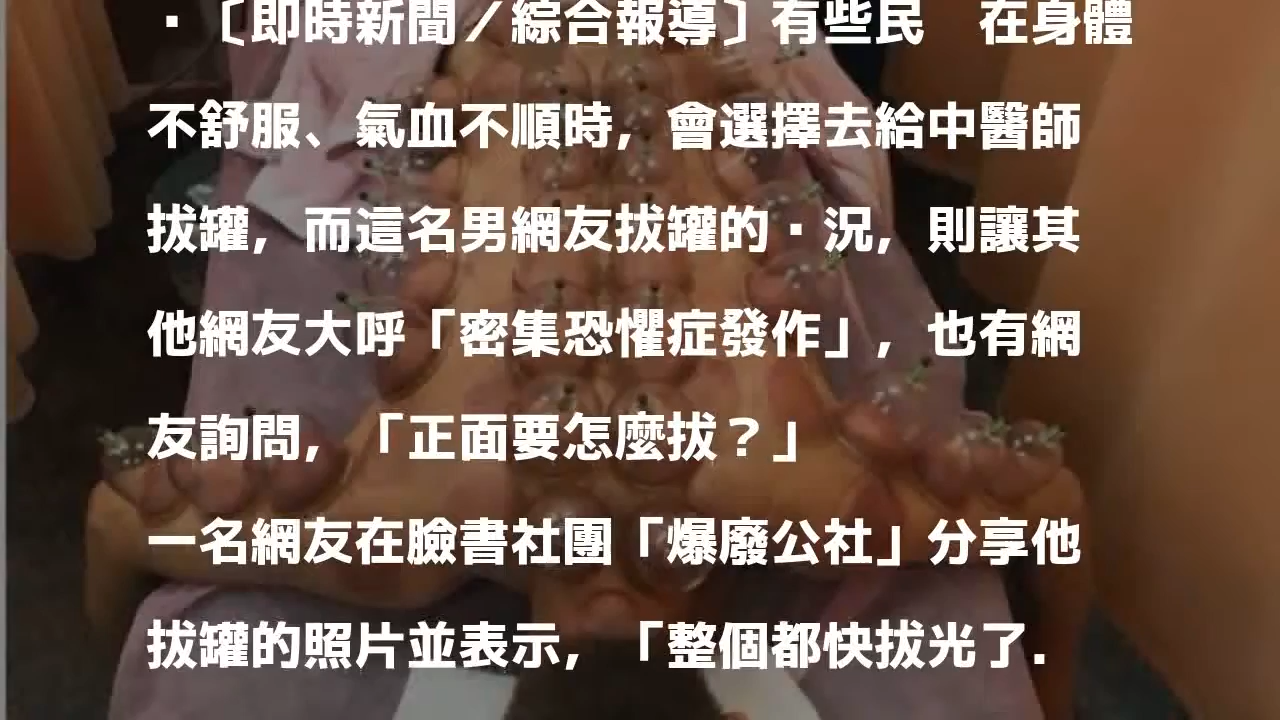 ▪〔即時新聞／綜合報導〕有些民 在身體
不舒服、氣血不順時，會選擇去給中醫師
拔罐，而這名男網友拔罐的▪況，則讓其
他網友大呼「密集恐懼症發作」，也有網
友詢問，「正面要怎麼拔？」
一名網友在臉書社團「爆廢公社」分享他
拔罐的照片並表示，「整個都快拔光了.